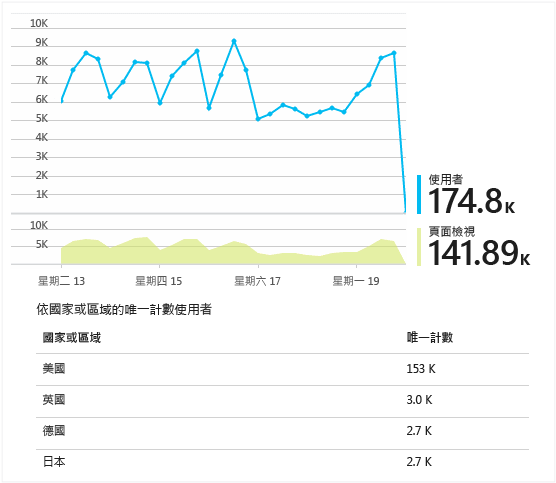 10K
9K
8K
7K
6K
5K
4K
3K
2K
1K
使用者
174.8K
10K
5K
頁面檢視
141.89K
星期二 13 星期四 15 星期六 17 星期一 19
依國家或區域的唯一計數使用者
國家或區域 唯一計數
美國 153 K
英國 3.0 K
德國 2.7 K
日本 2.7 K